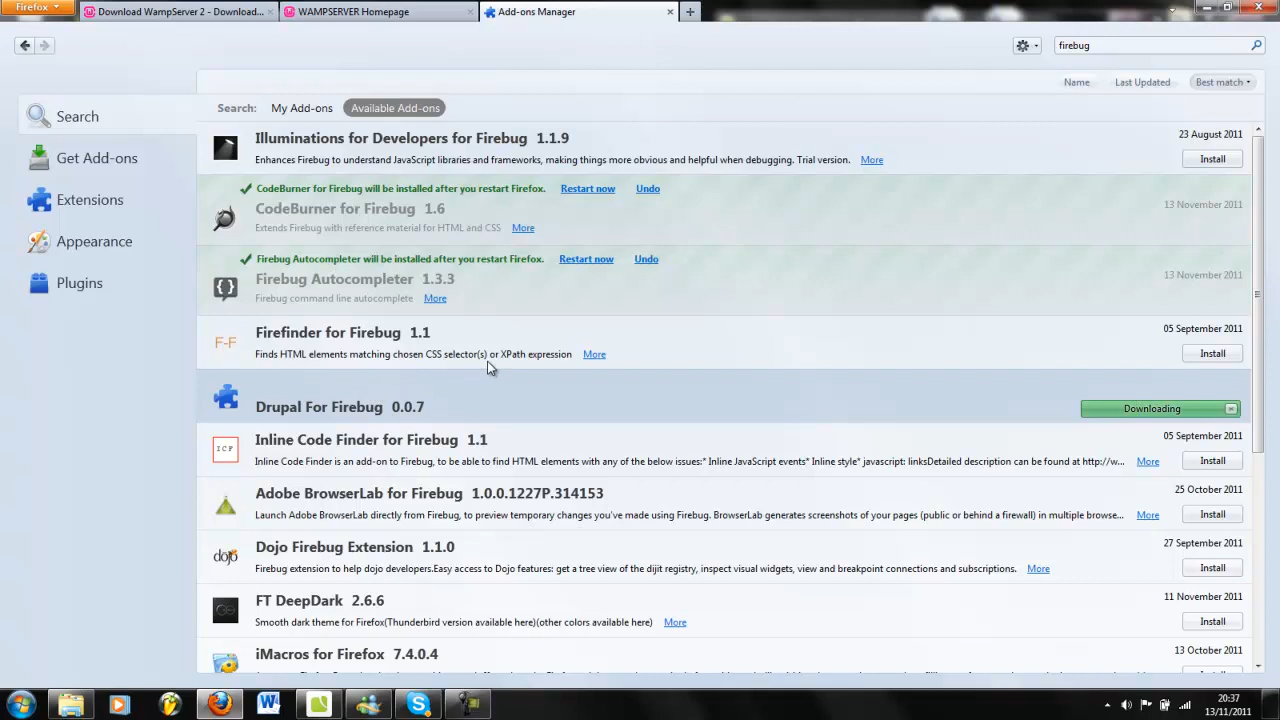 Firefox
Download WampServer 2 - Download...
WAMPSERVER Homepage
Add-ons Manager
firebug
Name
Last Updated
Best match
Search
Get Add-ons
Extensions
Appearance
Plugins
Search:
My Add-ons
Available Add-ons
Illuminations for Developers for Firebug 1.1.9
23 August 2011
Enhances Firebug to understand JavaScript libraries and frameworks, making things more obvious and helpful when debugging. Trial version. More
Install
CodeBurner for Firebug will be installed after you restart Firefox. Restart now Undo
CodeBurner for Firebug 1.6
13 November 2011
Extends Firebug with reference material for HTML and CSS More
Firebug Autocompleter will be installed after you restart Firefox. Restart now Undo
Firebug Autocompleter 1.3.3
13 November 2011
Firebug command line autocomplete More
F-F
Firefinder for Firebug 1.1
05 September 2011
Finds HTML elements matching chosen CSS selector(s) or XPath expression More
Install
Drupal For Firebug 0.0.7
Downloading
ICF
Inline Code Finder for Firebug 1.1
05 September 2011
Inline Code Finder is an add-on to Firebug, to be able to find HTML elements with any of the below issues:* Inline JavaScript events* Inline style* javascript: linksDetailed description can be found at http://w... More
Install
Adobe BrowserLab for Firebug 1.0.0.1227P.314153
25 October 2011
Launch Adobe BrowserLab directly from Firebug, to preview temporary changes you've made using Firebug. BrowserLab generates screenshots of your pages (public or behind a firewall) in multiple browse... More
Install
dojo
Dojo Firebug Extension 1.1.0
27 September 2011
Firebug extension to help dojo developers.Easy access to Dojo features: get a tree view of the dijit registry, inspect visual widgets, view and breakpoint connections and subscriptions. More
Install
FT DeepDark 2.6.6
11 November 2011
Smooth dark theme for Firefox(Thunderbird version available here)(other colors available here) More
Install
iMacros for Firefox 7.4.0.4
13 October 2011
20:37
13/11/2011